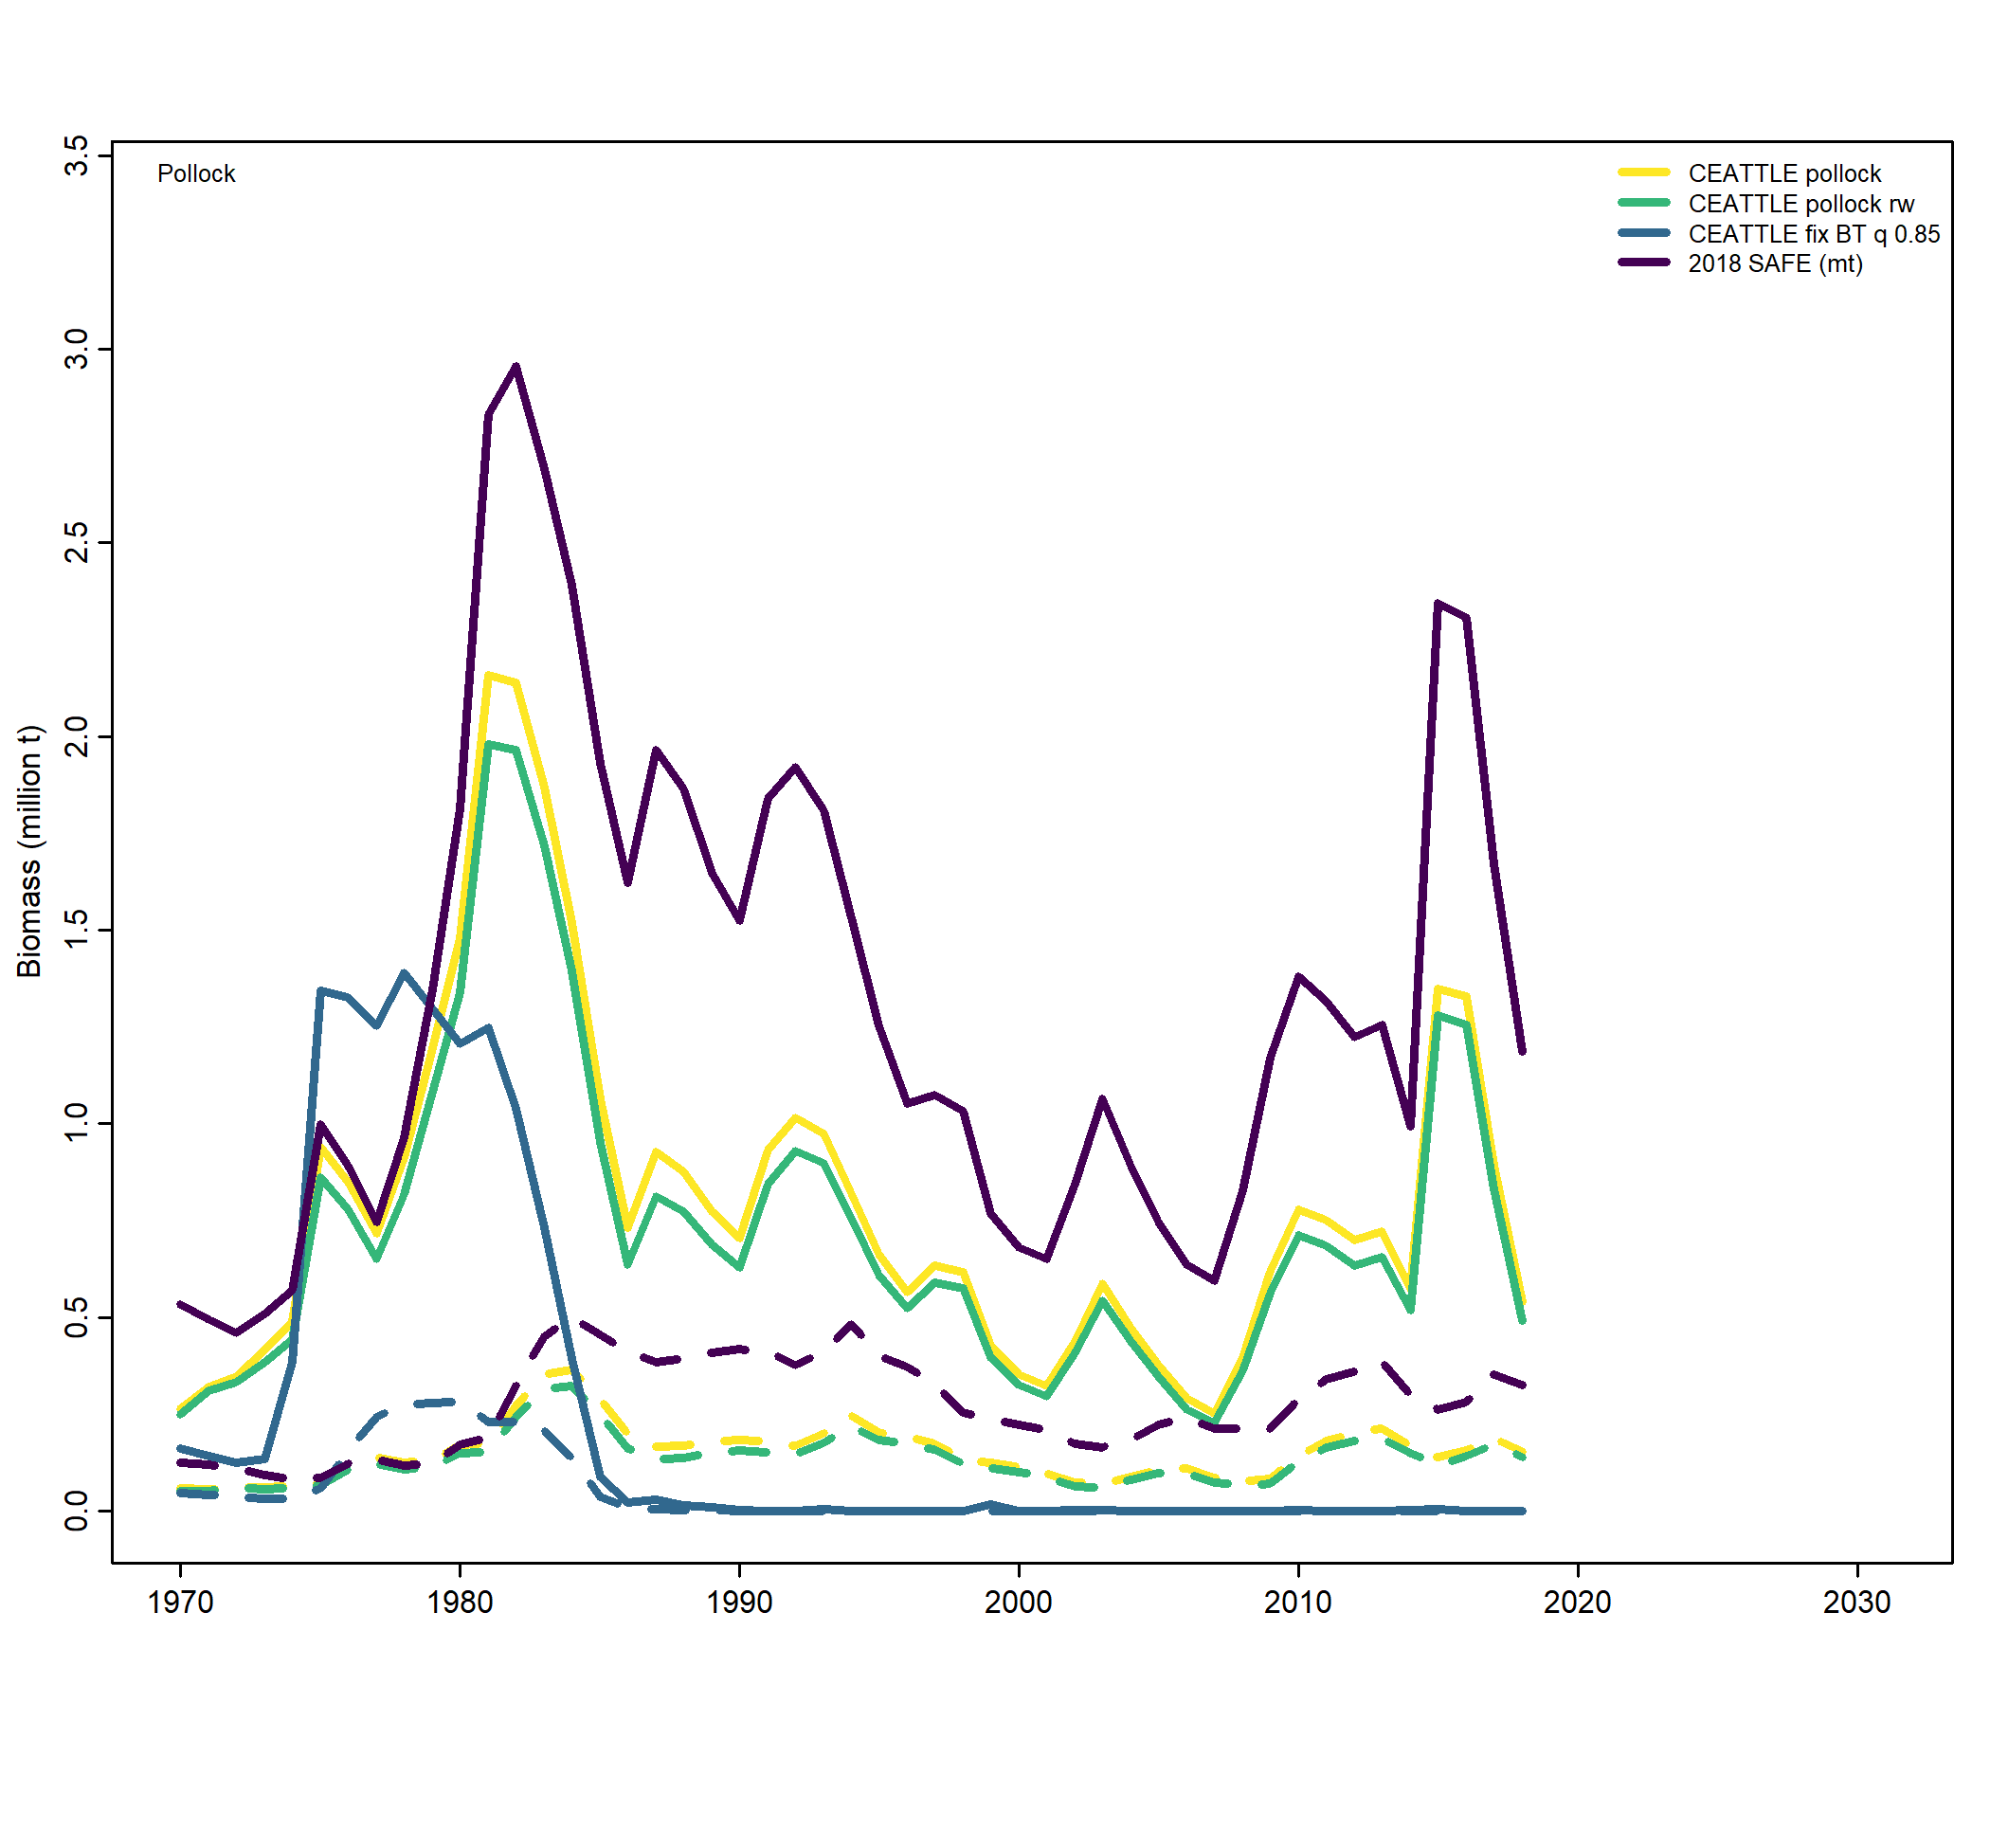 Pollock
CEATTLE pollock
CEATTLE pollock rw
CEATTLE fix BT q 0.85
2018 SAFE (mt)
Biomass (million t)
3.5
3.0
2.5
2.0
1.5
1.0
0.5
0.0
1970 1980 1990 2000 2010 2020 2030